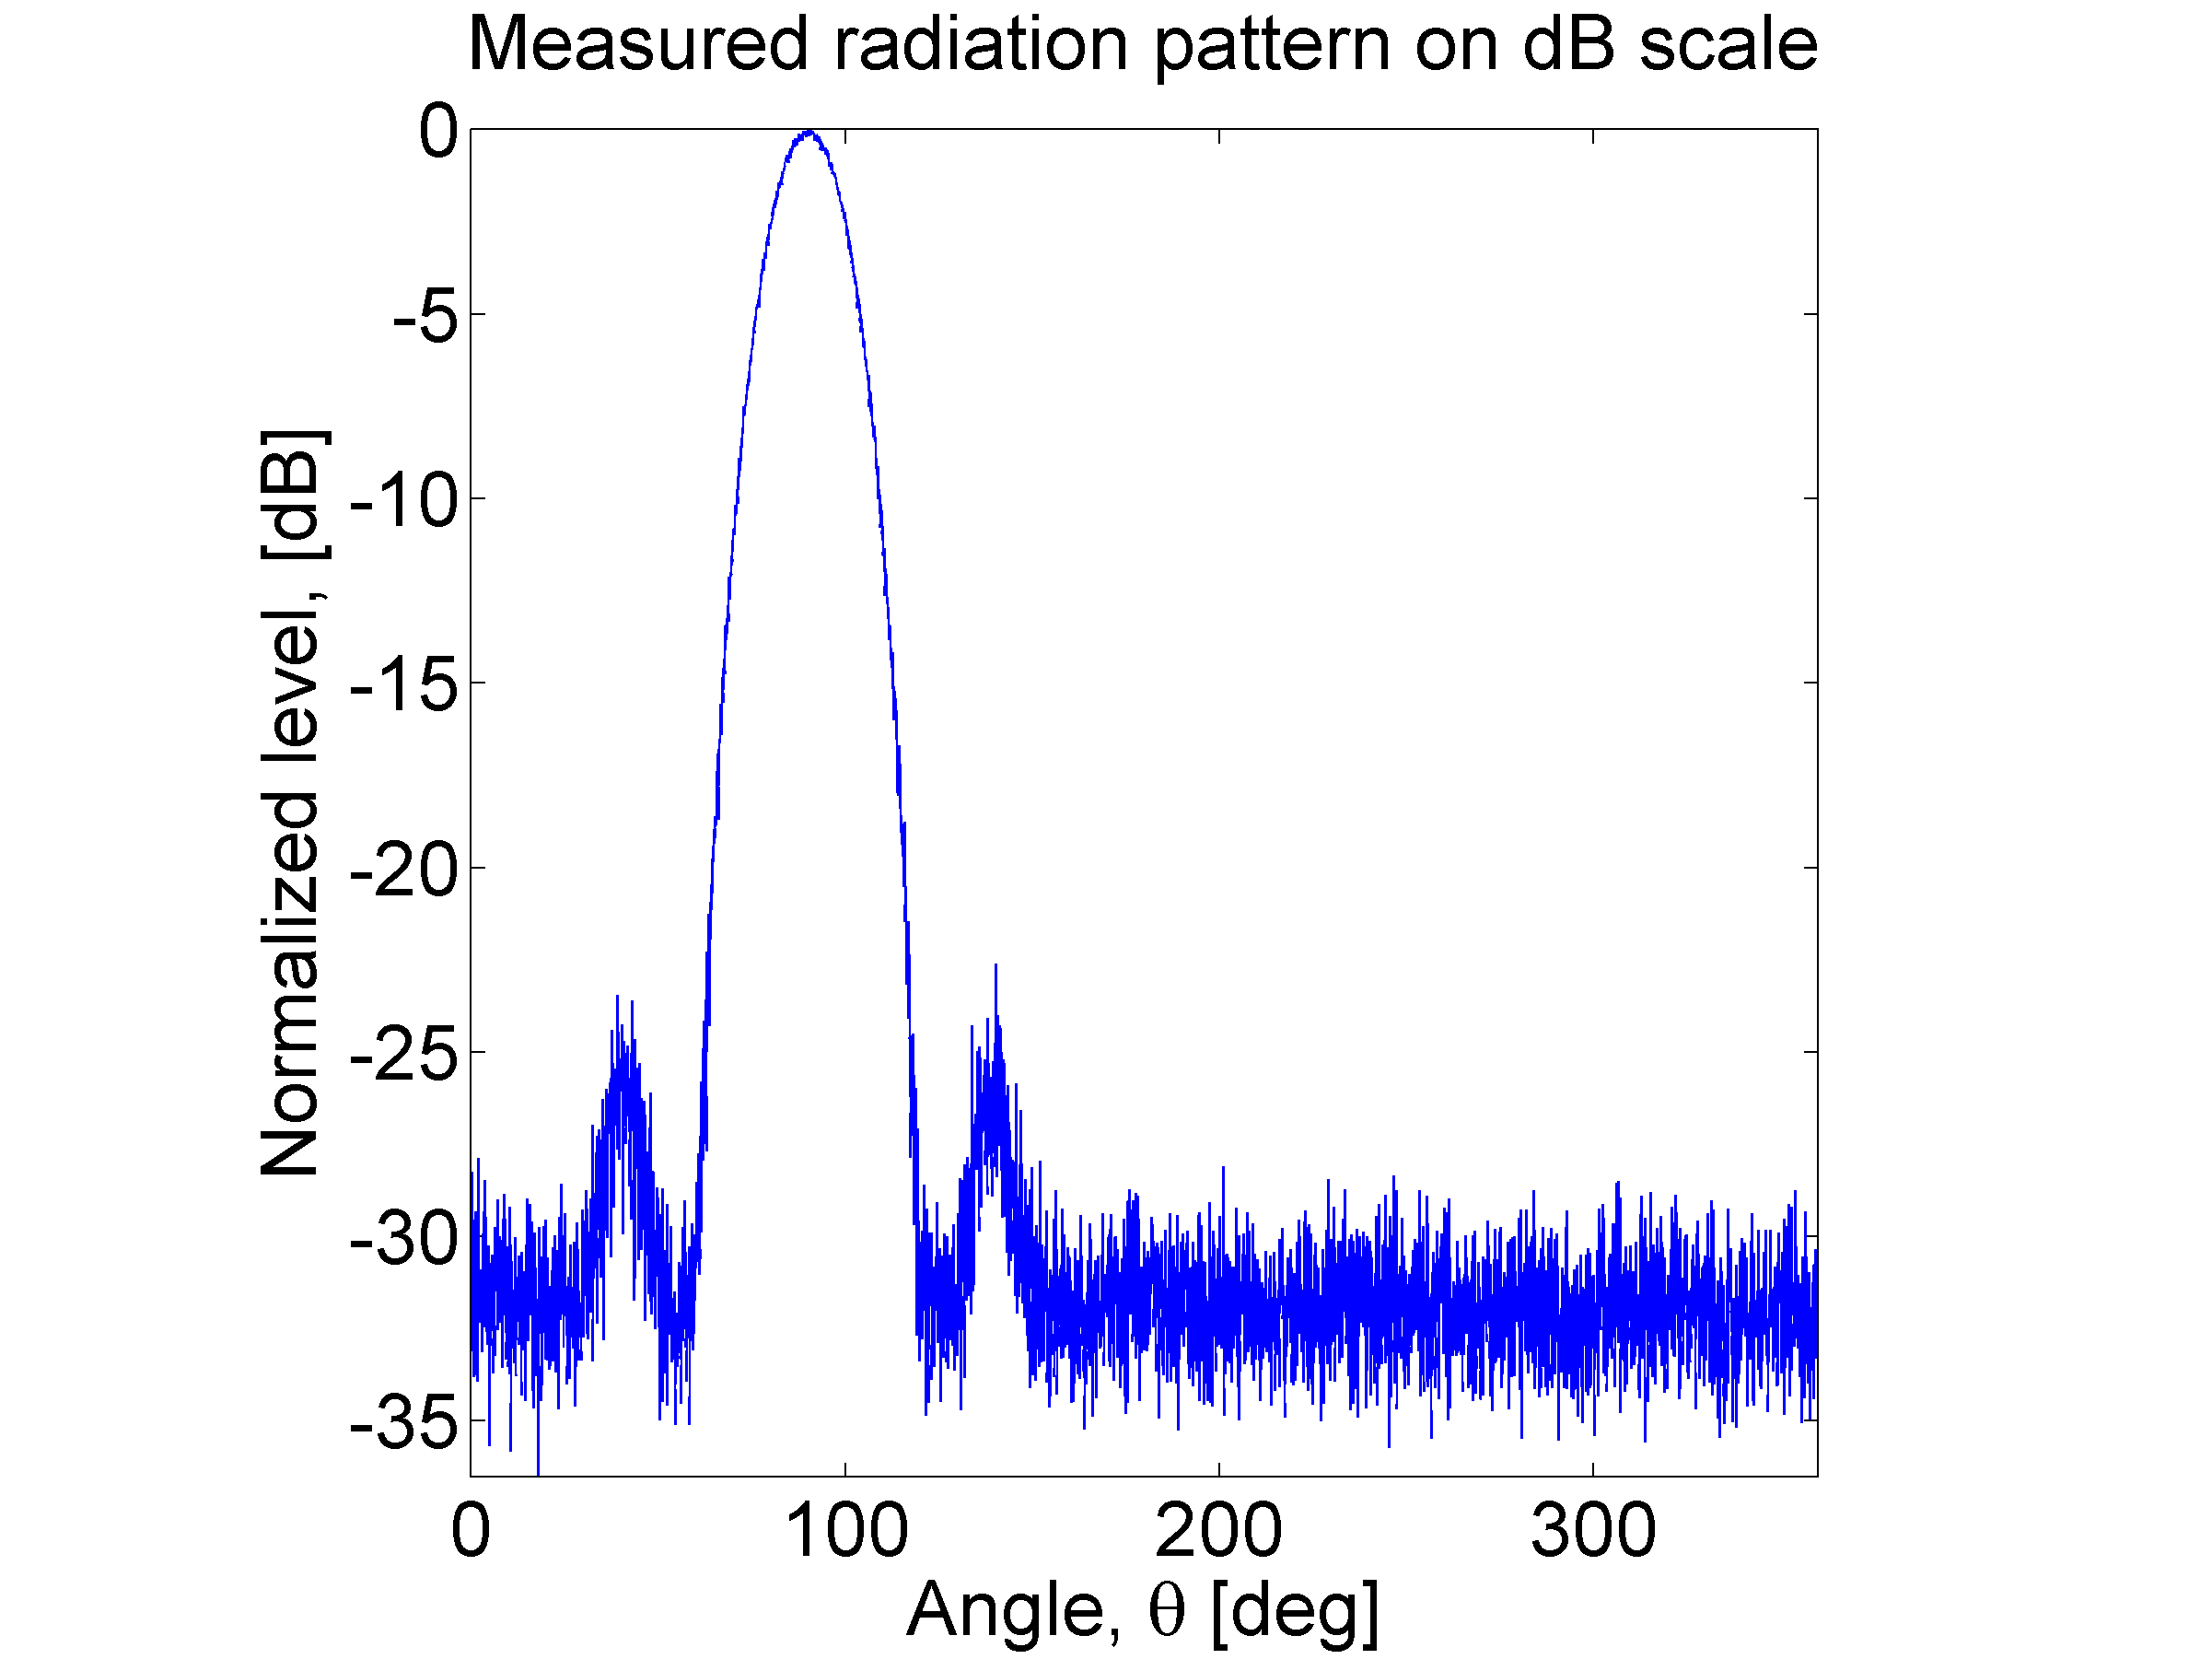 Measured radiation pattern on dB scale
Normalized level, [dB]
0
-5
-10
-15
-20
-25
-30
-35
0 100 200 300
Angle, θ [deg]